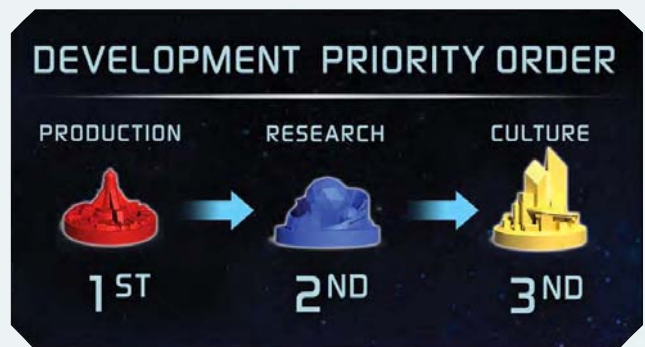 DEVELOPMENT PRIORITY ORDER
PRODUCTION RESEARCH CULTURE
1ST 2ND 3ND